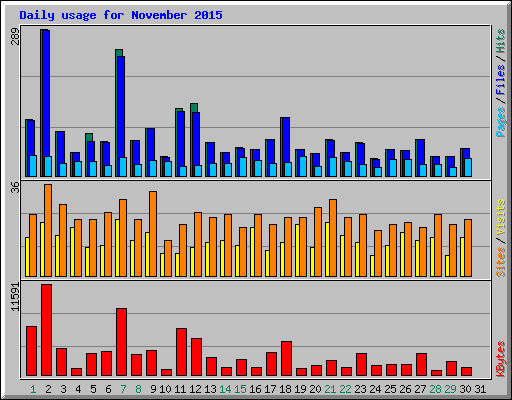 Daily usage for November 2015
289
Pages / Files / Hits
36
Sites / Visits
11591
KBytes
1 2 3 4 5 6 7 8 9 10 11 12 13 14 15 16 17 18 19 20 21 22 23 24 25 26 27 28 29 30 31